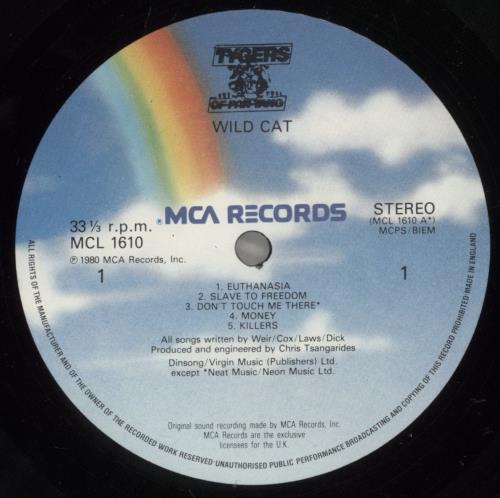 TYGERS
OF PAN TANG
WILD CAT
33⅓ r.p.m.
MCL 1610
℗ 1980 MCA Records, Inc.
1
MCA RECORDS
STEREO
(MCL 1610 A*)
MCPS/BIEM
1
1. EUTHANASIA
2. SLAVE TO FREEDOM
3. DON'T TOUCH ME THERE*
4. MONEY
5. KILLERS
All songs written by Weir/Cox/Laws/Dick
Produced and engineered by Chris Tsangarides
Dinsong/Virgin Music (Publishers) Ltd.
except *Neat Music/Neon Music Ltd.
Original sound recording made by MCA Records, Inc.
MCA Records are the exclusive
licensees for the U.K.
ALL RIGHTS OF THE MANUFACTURER AND OF THE OWNER OF THE RECORDED WORK RESERVED·UNAUTHORISED PUBLIC PERFORMANCE BROADCASTING AND COPYING OF THIS RECORD PROHIBITED·MADE IN ENGLAND